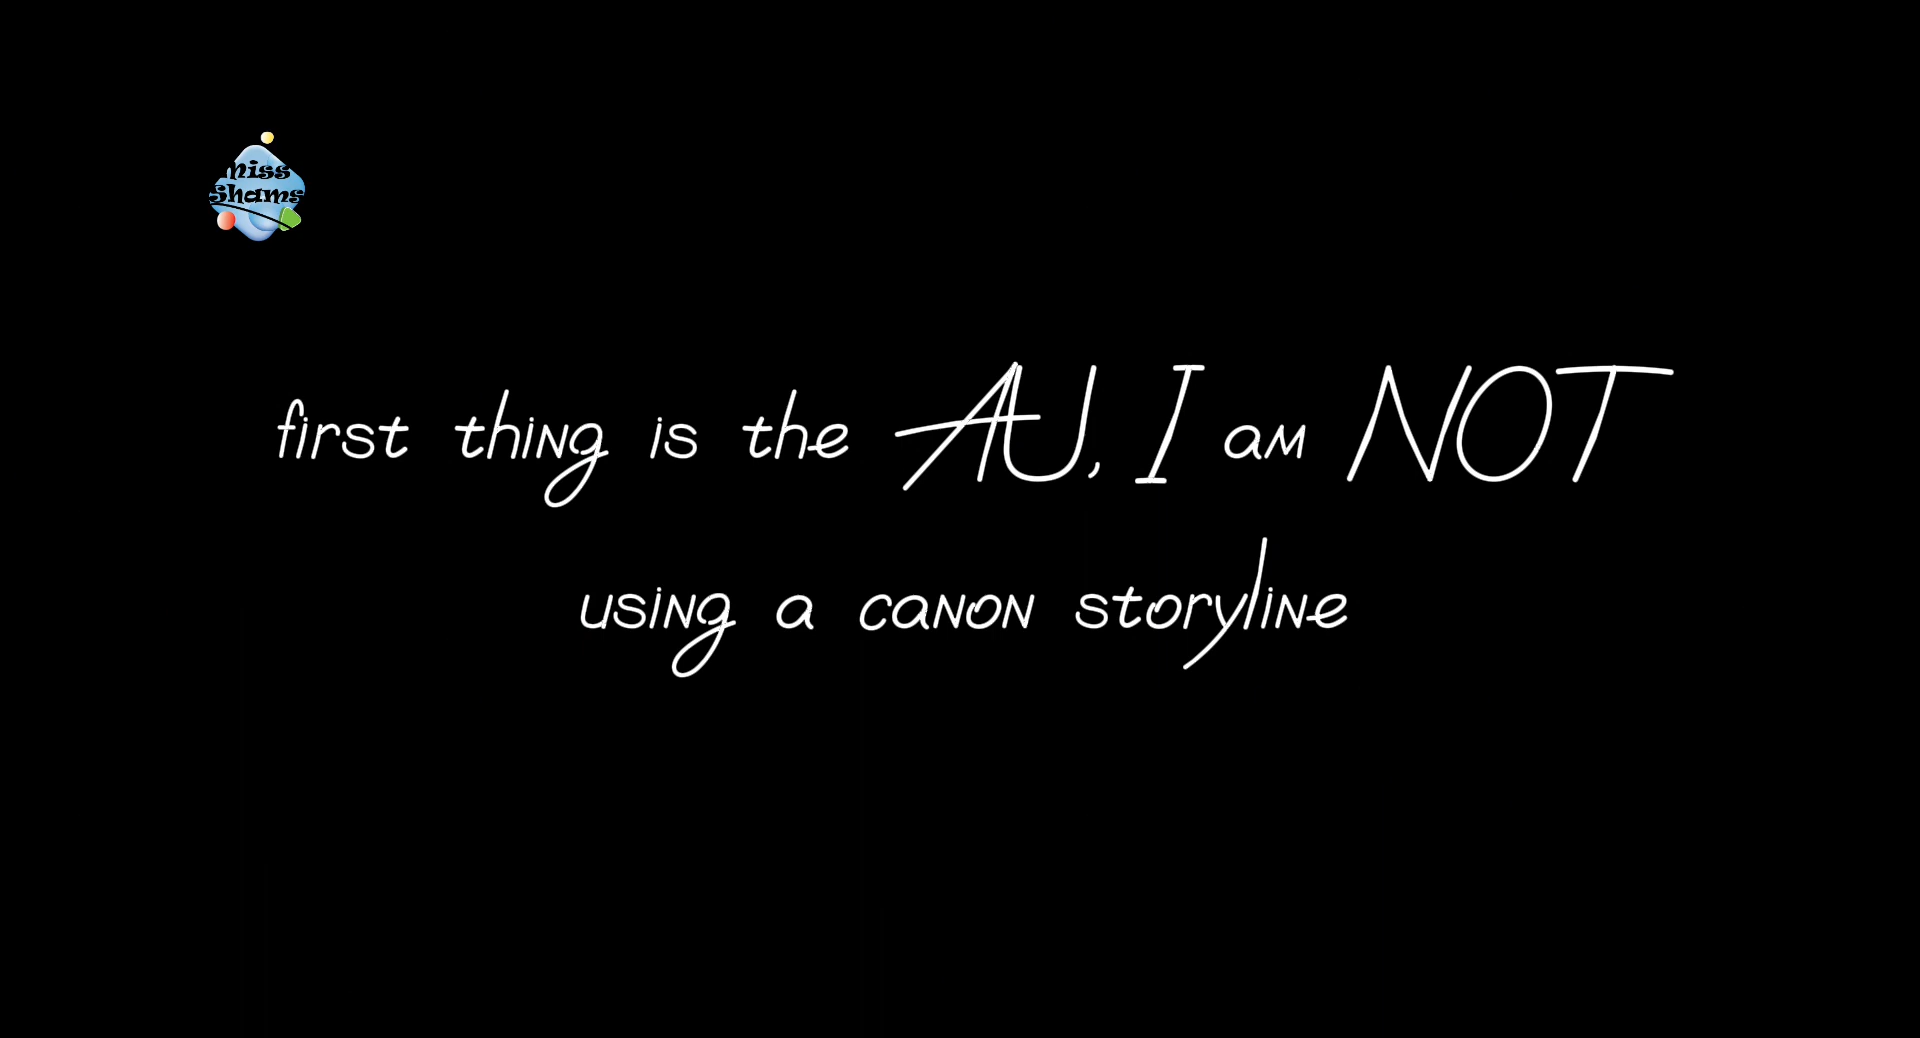 miss
Shams
first thing is the AU, I am NOT
using a canon storyline